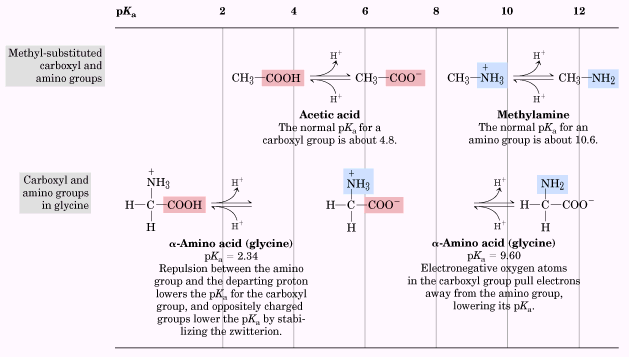 pKa 2 4 6 8 10 12
Methyl-substituted
carboxyl and
amino groups
CH3—COOH H+ H+ CH3—COO−
Acetic acid
The normal pKa for a
carboxyl group is about 4.8.
CH3—+NH3 H+ H+ CH3—NH2
Methylamine
The normal pKa for an
amino group is about 10.6.
Carboxyl and
amino groups
in glycine
+
NH3
H—C—COOH
H
H+
H+
α-Amino acid (glycine)
pKa = 2.34
Repulsion between the amino
group and the departing proton
lowers the pKa for the carboxyl
group, and oppositely charged
groups lower the pKa by stabi-
lizing the zwitterion.
+
NH3
H—C—COO−
H
H+
H+
NH2
H—C—COO−
H
α-Amino acid (glycine)
pKa = 9.60
Electronegative oxygen atoms
in the carboxyl group pull electrons
away from the amino group,
lowering its pKa.